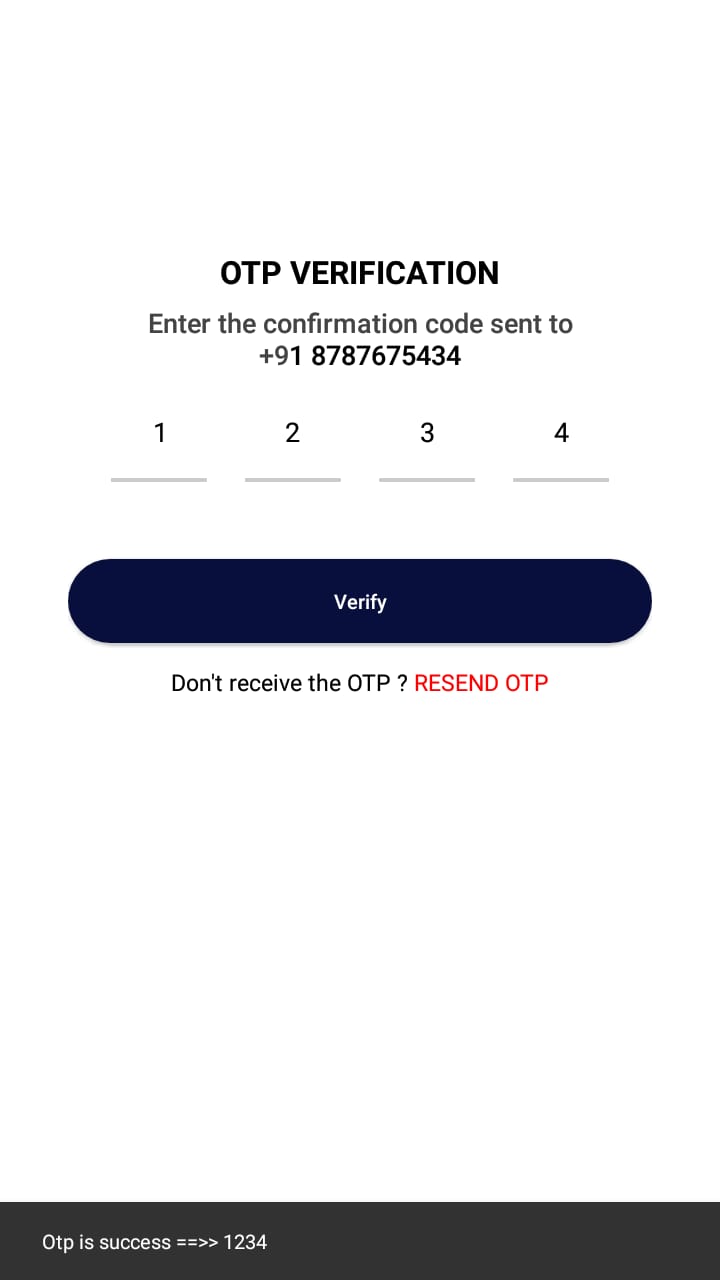 OTP VERIFICATION
Enter the confirmation code sent to
+91 8787675434
1 2 3 4
Verify
Don't receive the OTP ? RESEND OTP
Otp is success ==>> 1234